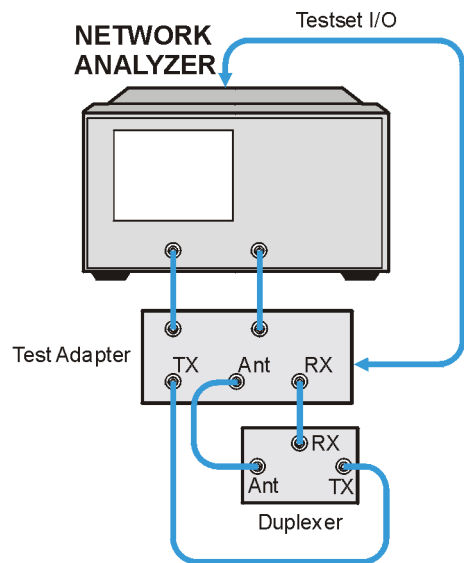 Testset I/O
NETWORK
ANALYZER
Test Adapter
TX Ant RX
RX
Ant TX
Duplexer